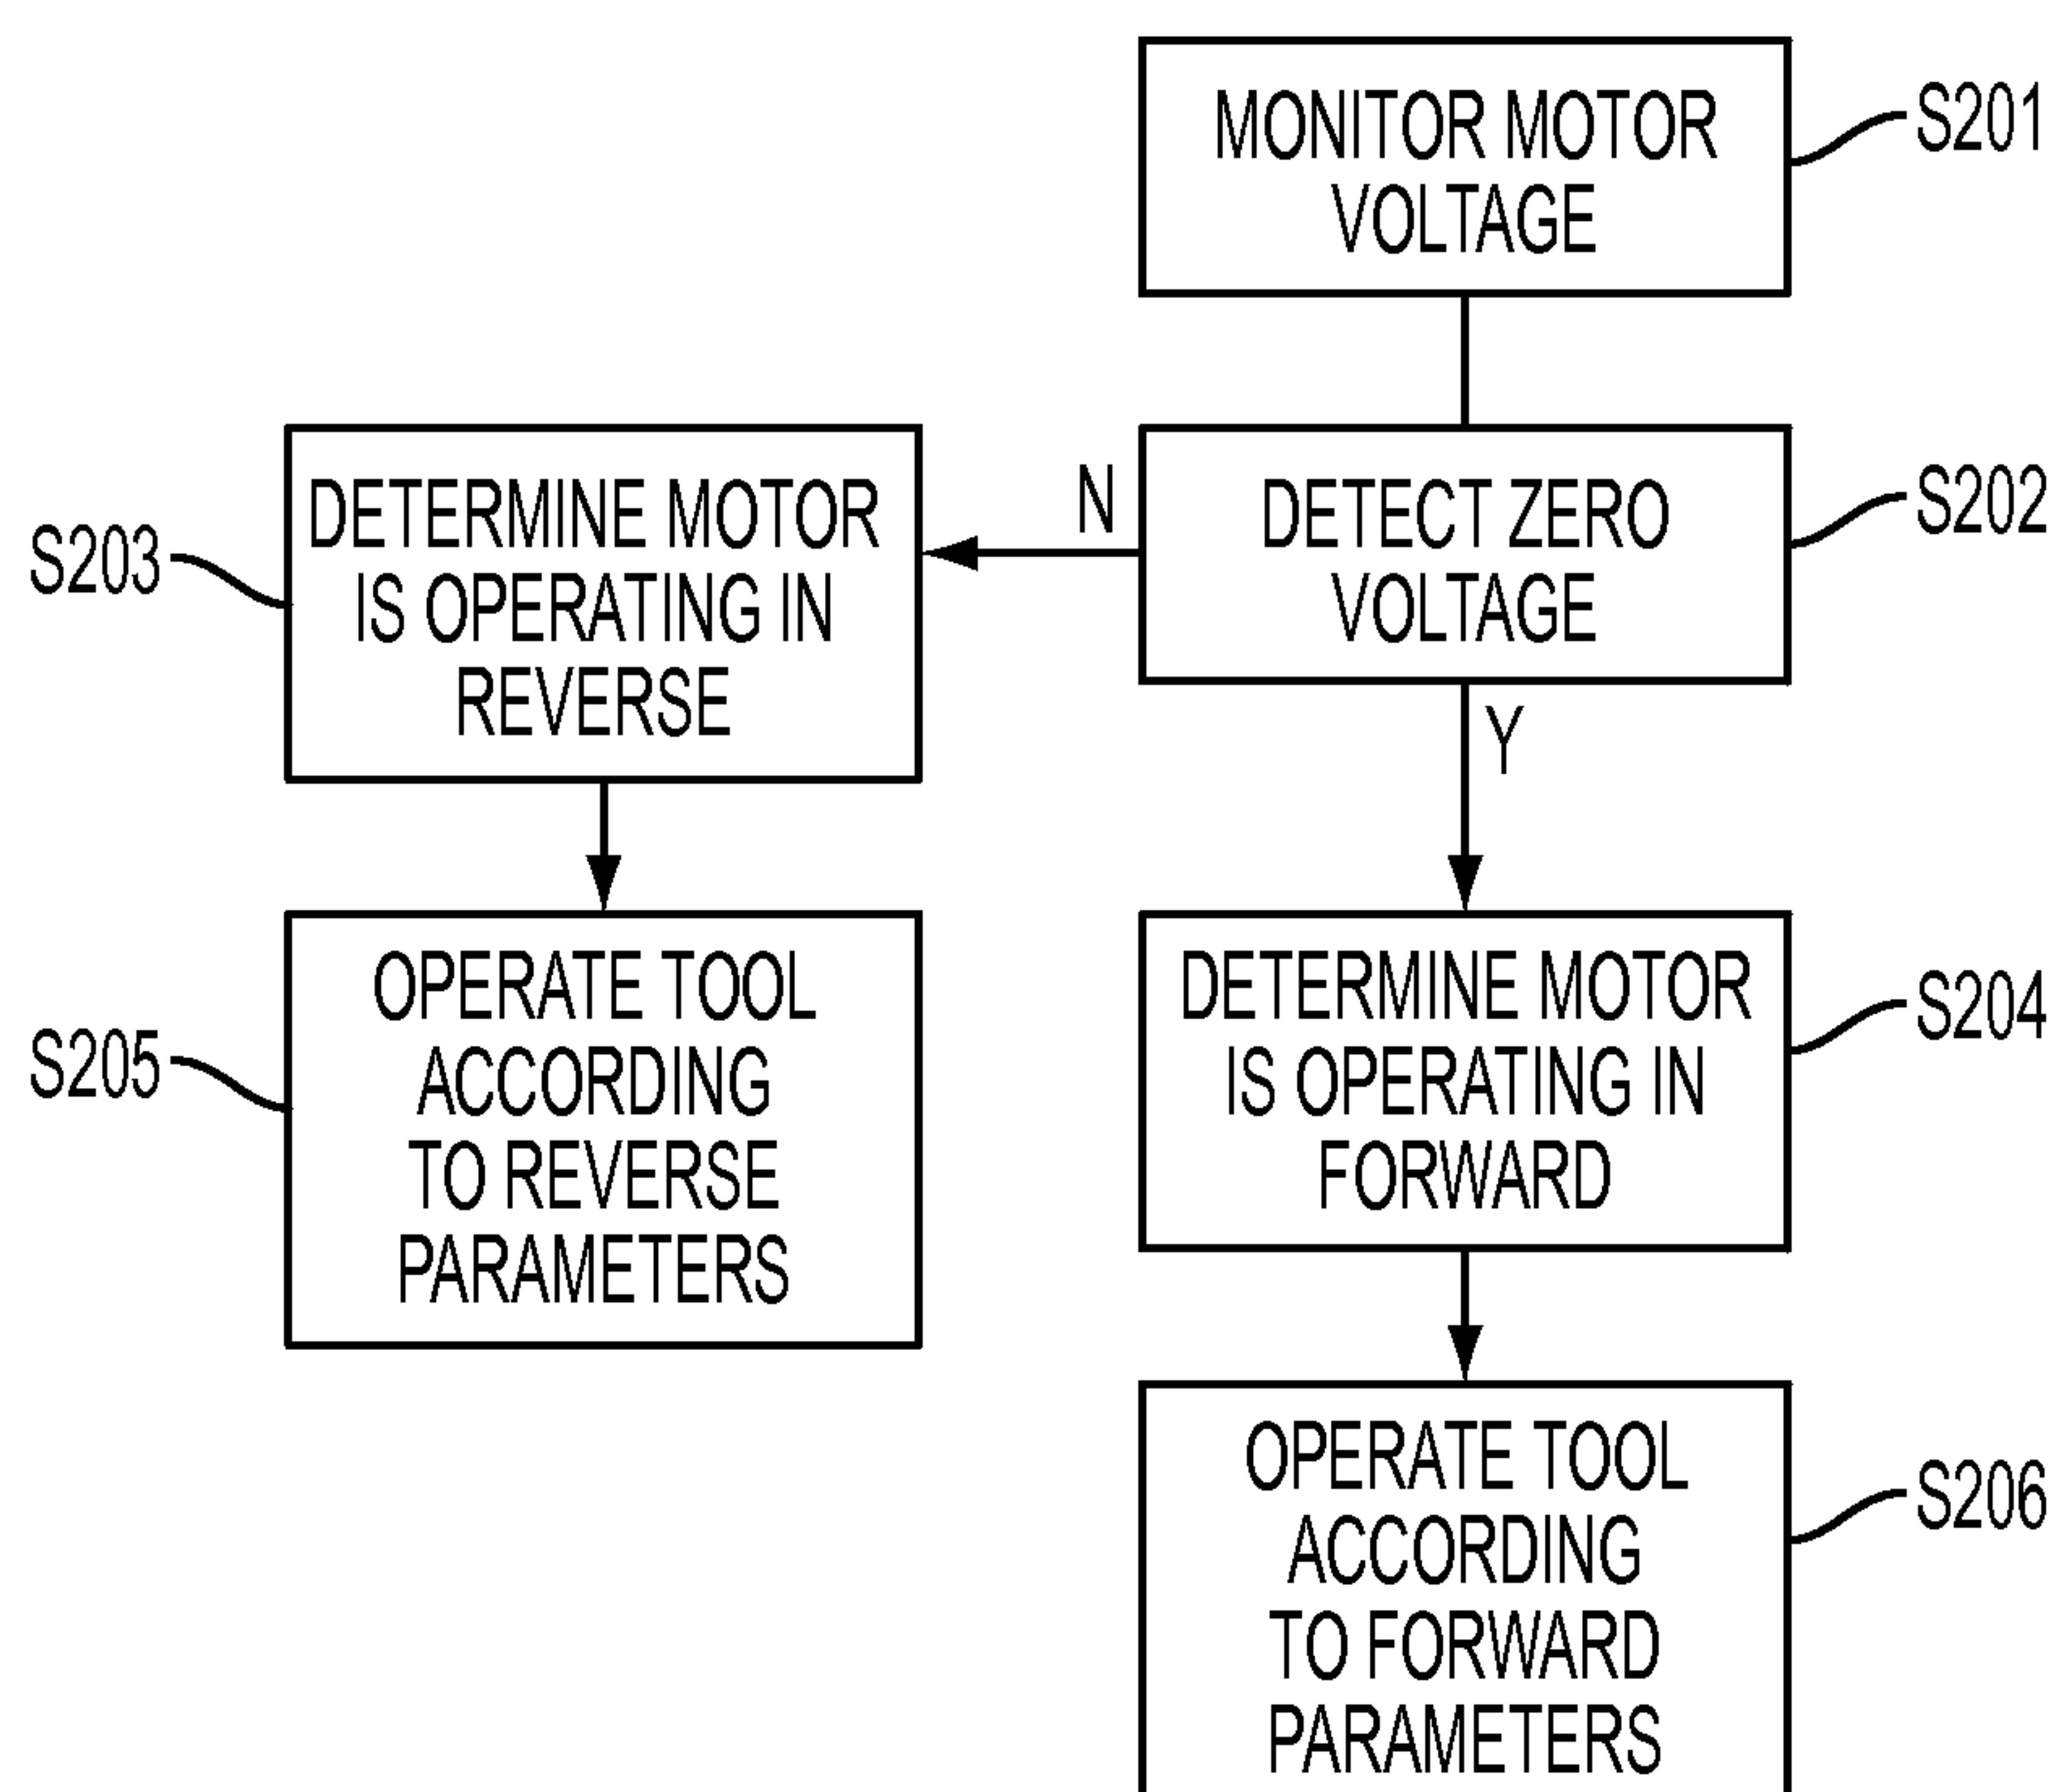 MONITOR MOTOR
VOLTAGE
S201
DETECT ZERO
VOLTAGE
S202
N
Y
DETERMINE MOTOR
IS OPERATING IN
REVERSE
S203
DETERMINE MOTOR
IS OPERATING IN
FORWARD
S204
OPERATE TOOL
ACCORDING
TO REVERSE
PARAMETERS
S205
OPERATE TOOL
ACCORDING
TO FORWARD
PARAMETERS
S206